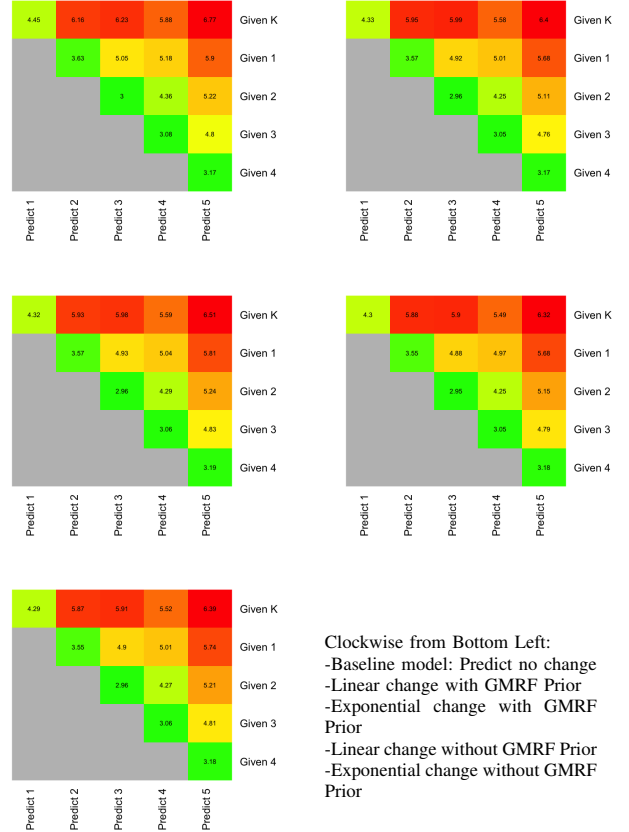 4.45 6.16 6.23 5.88 6.77 Given K
3.63 5.05 5.18 5.9 Given 1
3 4.36 5.22 Given 2
3.08 4.8 Given 3
3.17 Given 4
Predict 1 Predict 2 Predict 3 Predict 4 Predict 5
4.33 5.95 5.99 5.58 6.4 Given K
3.57 4.92 5.01 5.68 Given 1
2.96 4.25 5.11 Given 2
3.05 4.76 Given 3
3.17 Given 4
Predict 1 Predict 2 Predict 3 Predict 4 Predict 5
4.32 5.93 5.98 5.59 6.51 Given K
3.57 4.93 5.04 5.81 Given 1
2.96 4.29 5.24 Given 2
3.06 4.83 Given 3
3.19 Given 4
Predict 1 Predict 2 Predict 3 Predict 4 Predict 5
4.3 5.88 5.9 5.49 6.32 Given K
3.55 4.88 4.97 5.68 Given 1
2.95 4.25 5.15 Given 2
3.05 4.79 Given 3
3.18 Given 4
Predict 1 Predict 2 Predict 3 Predict 4 Predict 5
4.29 5.87 5.91 5.52 Given K
3.55 4.9 5.01 5.74 Given 1
2.96 4.27 5.21 Given 2
3.06 4.81 Given 3
3.18 Given 4
Predict 1 Predict 2 Predict 3 Predict 4 Predict 5
Clockwise from Bottom Left:
-Baseline model: Predict no change
-Linear change with GMRF Prior
-Exponential change with GMRF
Prior
-Linear change without GMRF Prior
-Exponential change without GMRF
Prior